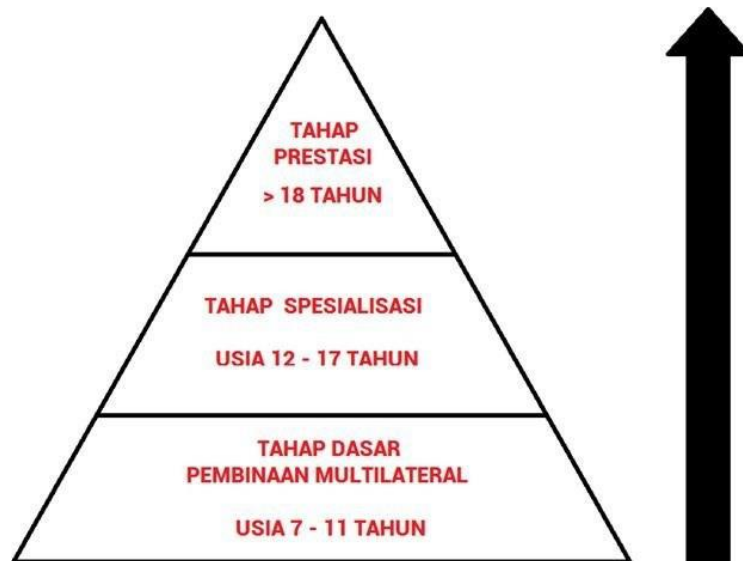 TAHAP
PRESTASI
> 18 TAHUN
TAHAP SPESIALISASI
USIA 12 - 17 TAHUN
TAHAP DASAR
PEMBINAAN MULTILATERAL
USIA 7 - 11 TAHUN